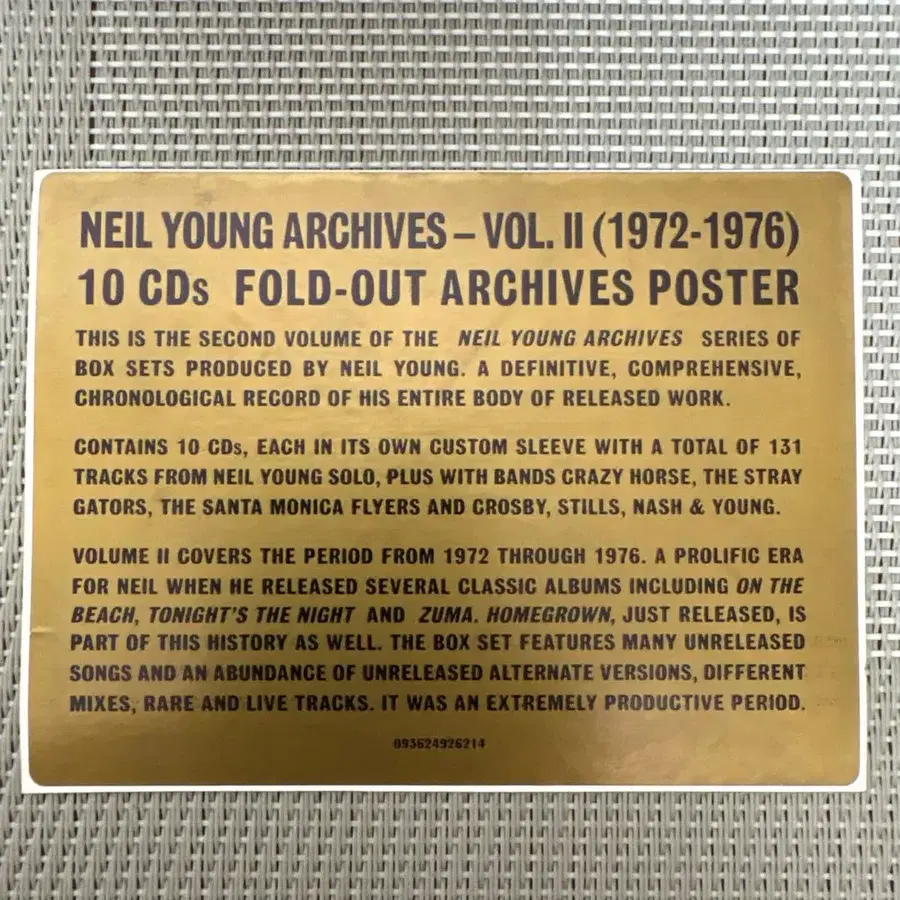 NEIL YOUNG ARCHIVES – VOL. II (1972-1976)
10 CDs FOLD-OUT ARCHIVES POSTER
THIS IS THE SECOND VOLUME OF THE NEIL YOUNG ARCHIVES SERIES OF
BOX SETS PRODUCED BY NEIL YOUNG. A DEFINITIVE, COMPREHENSIVE,
CHRONOLOGICAL RECORD OF HIS ENTIRE BODY OF RELEASED WORK.
CONTAINS 10 CDs, EACH IN ITS OWN CUSTOM SLEEVE WITH A TOTAL OF 131
TRACKS FROM NEIL YOUNG SOLO, PLUS WITH BANDS CRAZY HORSE, THE STRAY
GATORS, THE SANTA MONICA FLYERS AND CROSBY, STILLS, NASH & YOUNG.
VOLUME II COVERS THE PERIOD FROM 1972 THROUGH 1976. A PROLIFIC ERA
FOR NEIL WHEN HE RELEASED SEVERAL CLASSIC ALBUMS INCLUDING ON THE
BEACH, TONIGHT'S THE NIGHT AND ZUMA. HOMEGROWN, JUST RELEASED, IS
PART OF THIS HISTORY AS WELL. THE BOX SET FEATURES MANY UNRELEASED
SONGS AND AN ABUNDANCE OF UNRELEASED ALTERNATE VERSIONS, DIFFERENT
MIXES, RARE AND LIVE TRACKS. IT WAS AN EXTREMELY PRODUCTIVE PERIOD.
093624926214